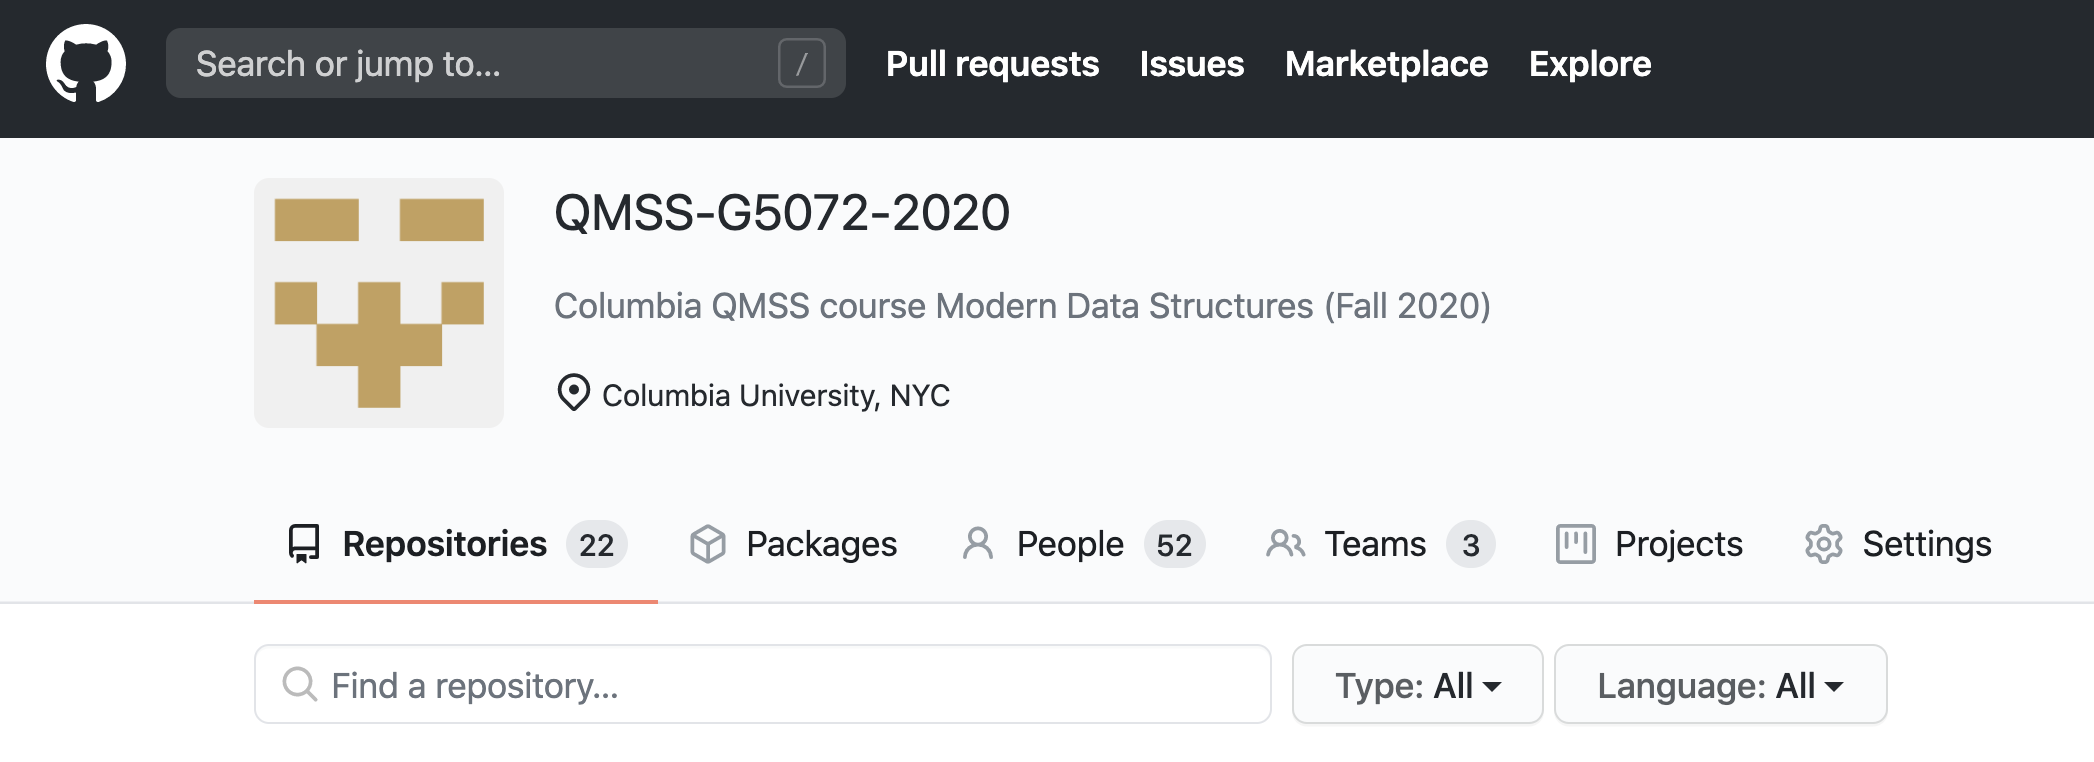 Search or jump to... / Pull requests Issues Marketplace Explore
QMSS-G5072-2020
Columbia QMSS course Modern Data Structures (Fall 2020)
Columbia University, NYC
Repositories 22 Packages People 52 Teams 3 Projects Settings
Find a repository... Type: All Language: All